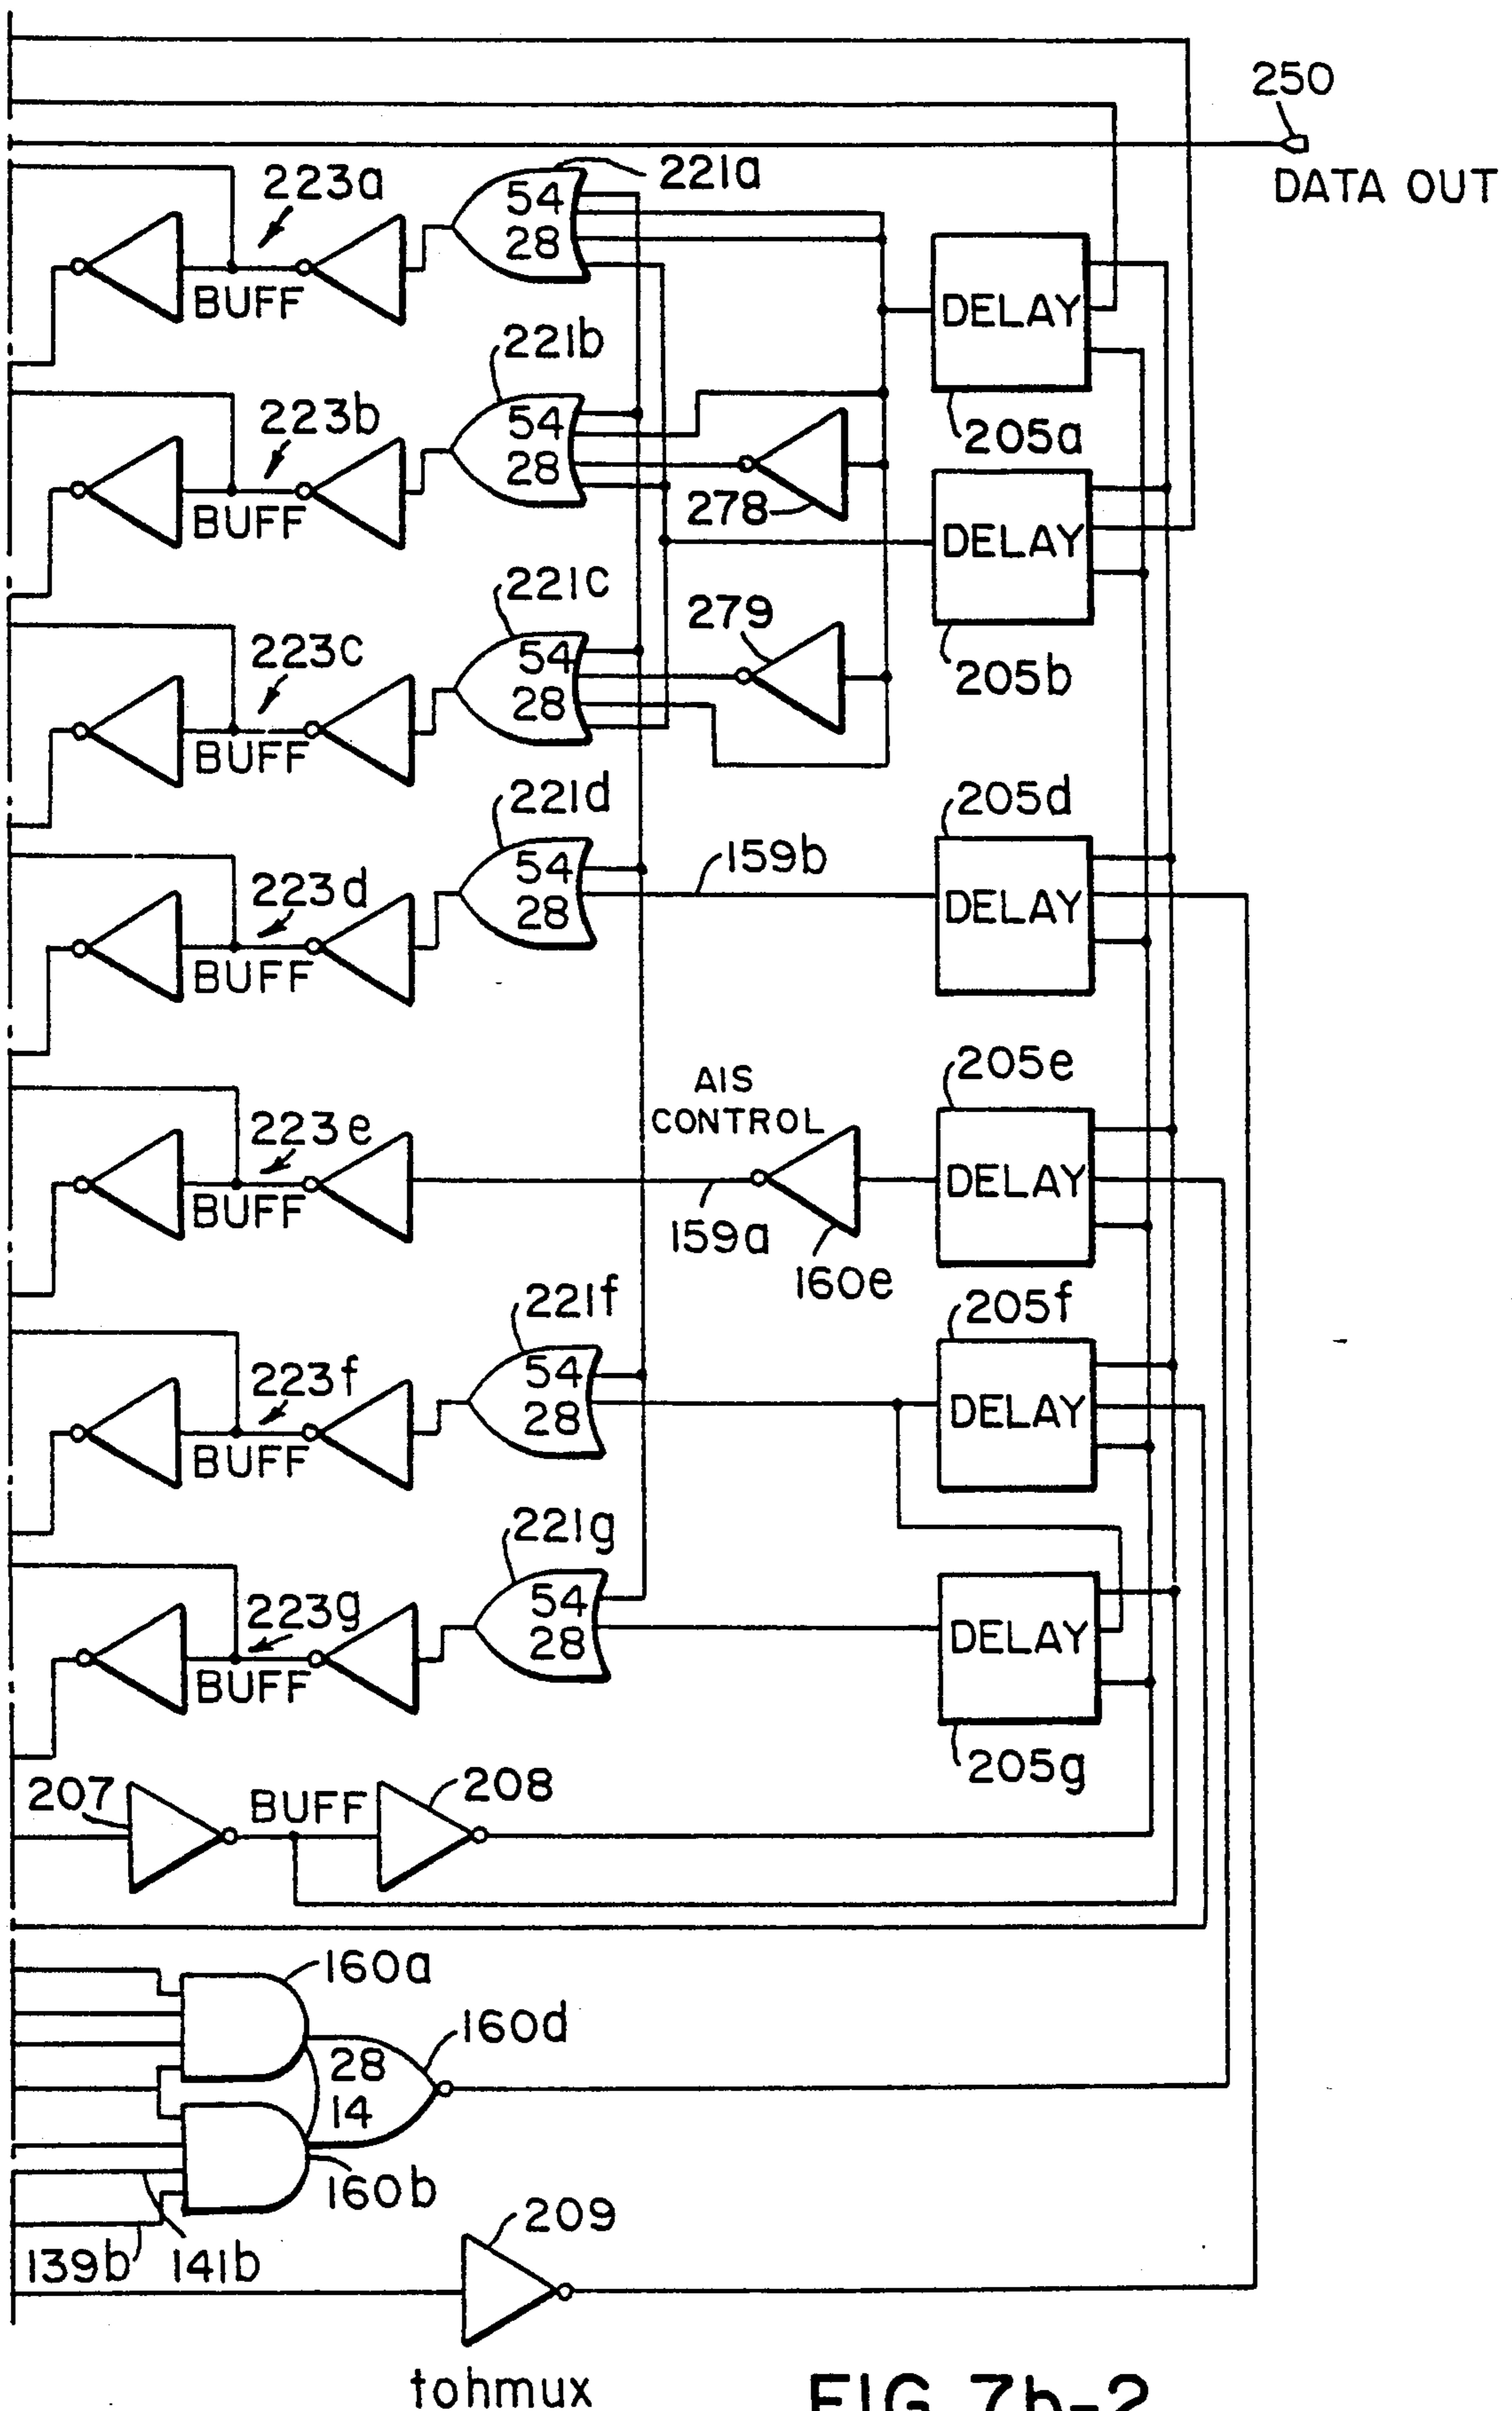 250
DATA OUT
223a
221a
54
28
BUFF
DELAY
205a
221b
223b
54
28
BUFF
278
DELAY
205b
221c
223c
54
28
BUFF
279
221d
223d
54
28
BUFF
159b
205d
DELAY
AIS
CONTROL
223e
BUFF
159a
160e
205e
DELAY
221f
223f
54
28
BUFF
205f
DELAY
221g
223g
54
28
BUFF
DELAY
205g
207
BUFF
208
160a
28
14
160d
160b
139b
141b
209
tohmux
FIG. 7b-2